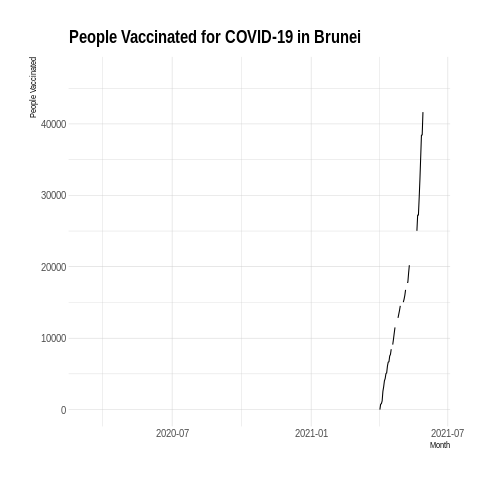 People Vaccinated for COVID-19 in Brunei
People Vaccinated
40000
30000
20000
10000
0
2020-07 2021-01 2021-07
Month